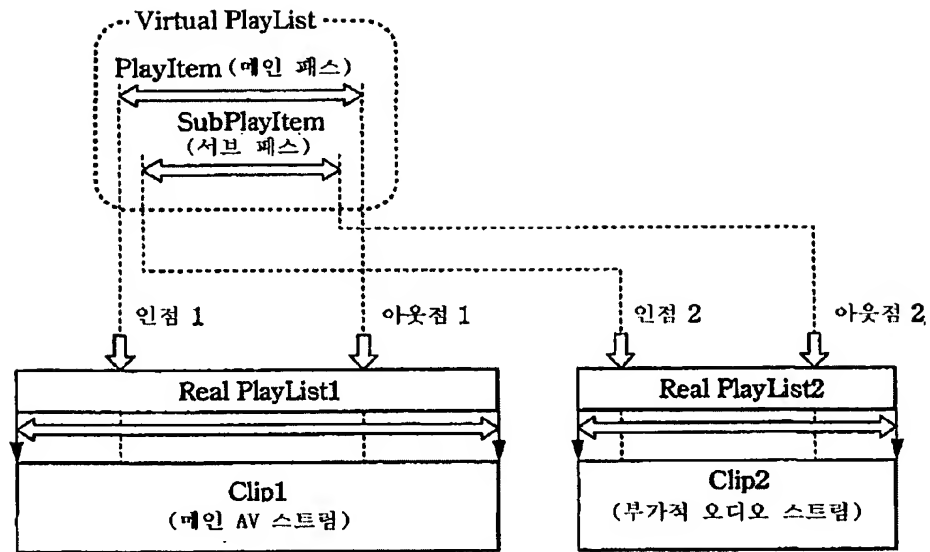 Virtual PlayList
PlayItem (메인 패스)
SubPlayItem
(서브 패스)
인점 1
아웃점 1
인점 2
아웃점 2
Real PlayList1
Real PlayList2
Clip1
(메인 AV 스트림)
Clip2
(부가적 오디오 스트림)